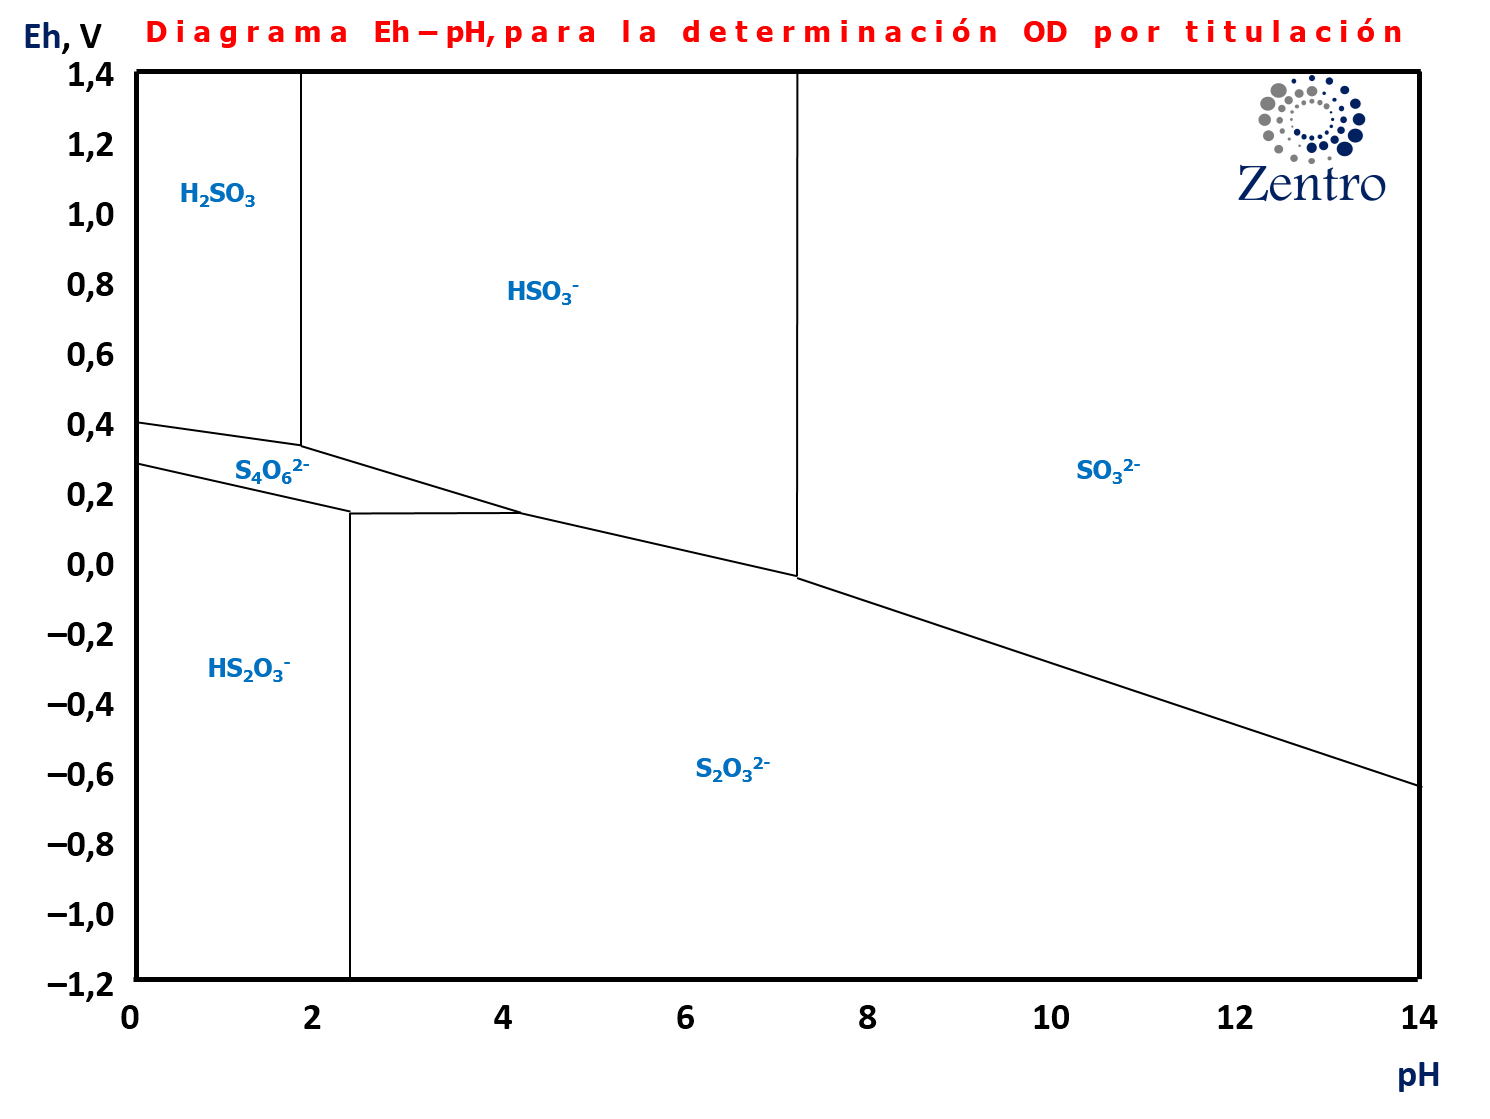 Eh, V
Diagrama Eh – pH, para la determinación OD por titulación
1,4
1,2
1,0
0,8
0,6
0,4
0,2
0,0
–0,2
–0,4
–0,6
–0,8
–1,0
–1,2
Zentro
H₂SO₃
HSO₃⁻
S₄O₆²⁻
SO₃²⁻
HS₂O₃⁻
S₂O₃²⁻
0 2 4 6 8 10 12 14
pH